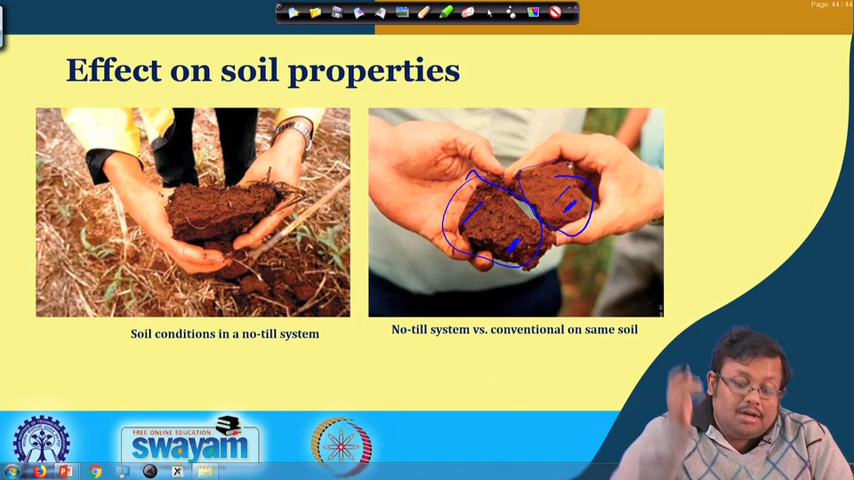 Page: 44 / 44
Effect on soil properties
Soil conditions in a no-till system
No-till system vs. conventional on same soil
FREE ONLINE EDUCATION
swayam